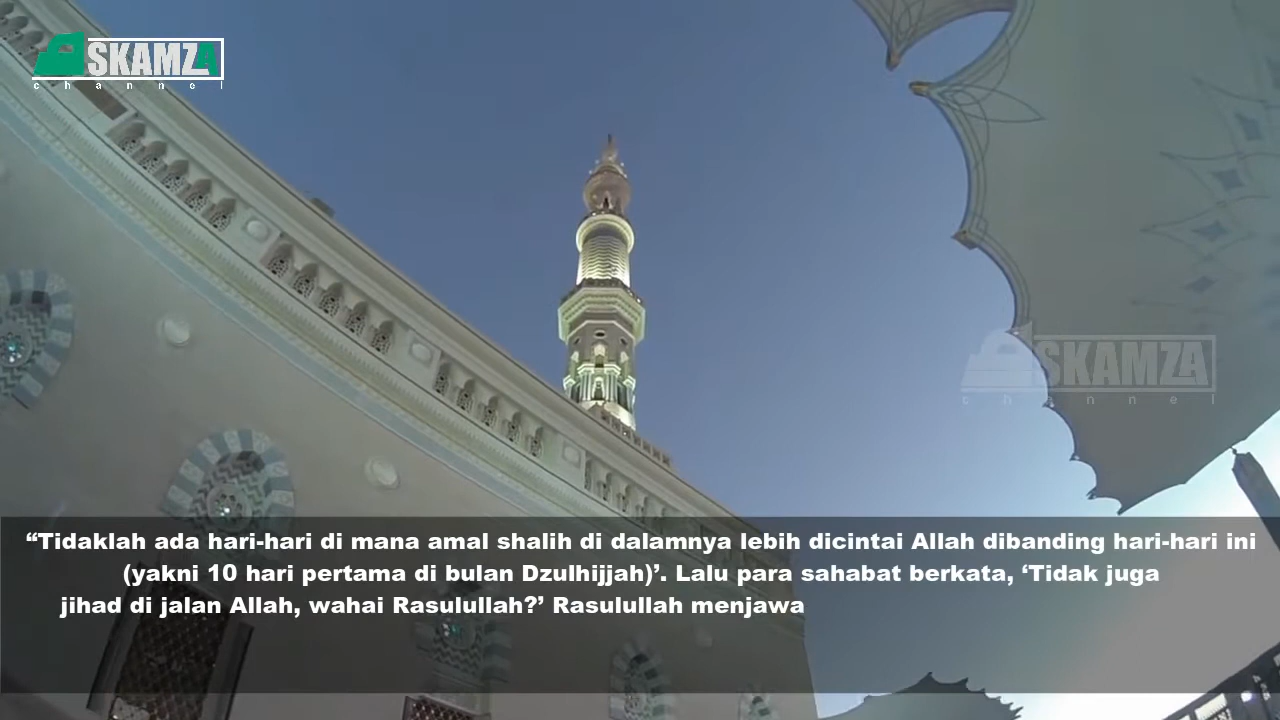 ASKAMZA
channel
ASKAMZA
channel
“Tidaklah ada hari-hari di mana amal shalih di dalamnya lebih dicintai Allah dibanding hari-hari ini
(yakni 10 hari pertama di bulan Dzulhijjah)’. Lalu para sahabat berkata, ‘Tidak juga
jihad di jalan Allah, wahai Rasulullah?’ Rasulullah menjawa